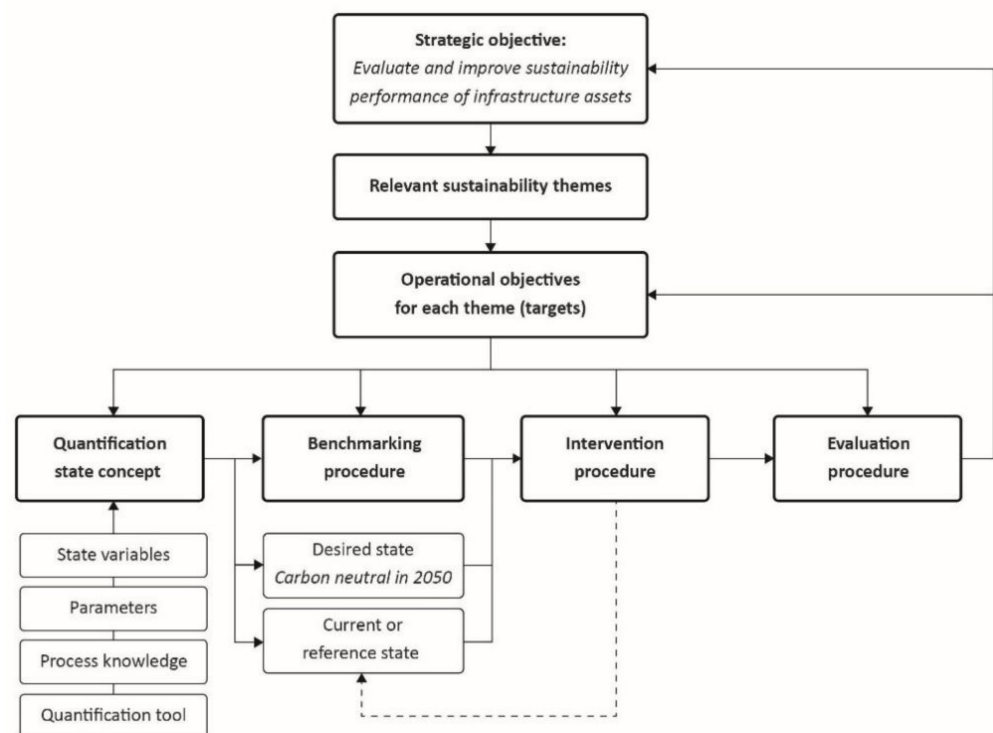 Strategic objective:
Evaluate and improve sustainability
performance of infrastructure assets
Relevant sustainability themes
Operational objectives
for each theme (targets)
Quantification
state concept
Benchmarking
procedure
Intervention
procedure
Evaluation
procedure
State variables
Parameters
Process knowledge
Quantification tool
Desired state
Carbon neutral in 2050
Current or
reference state